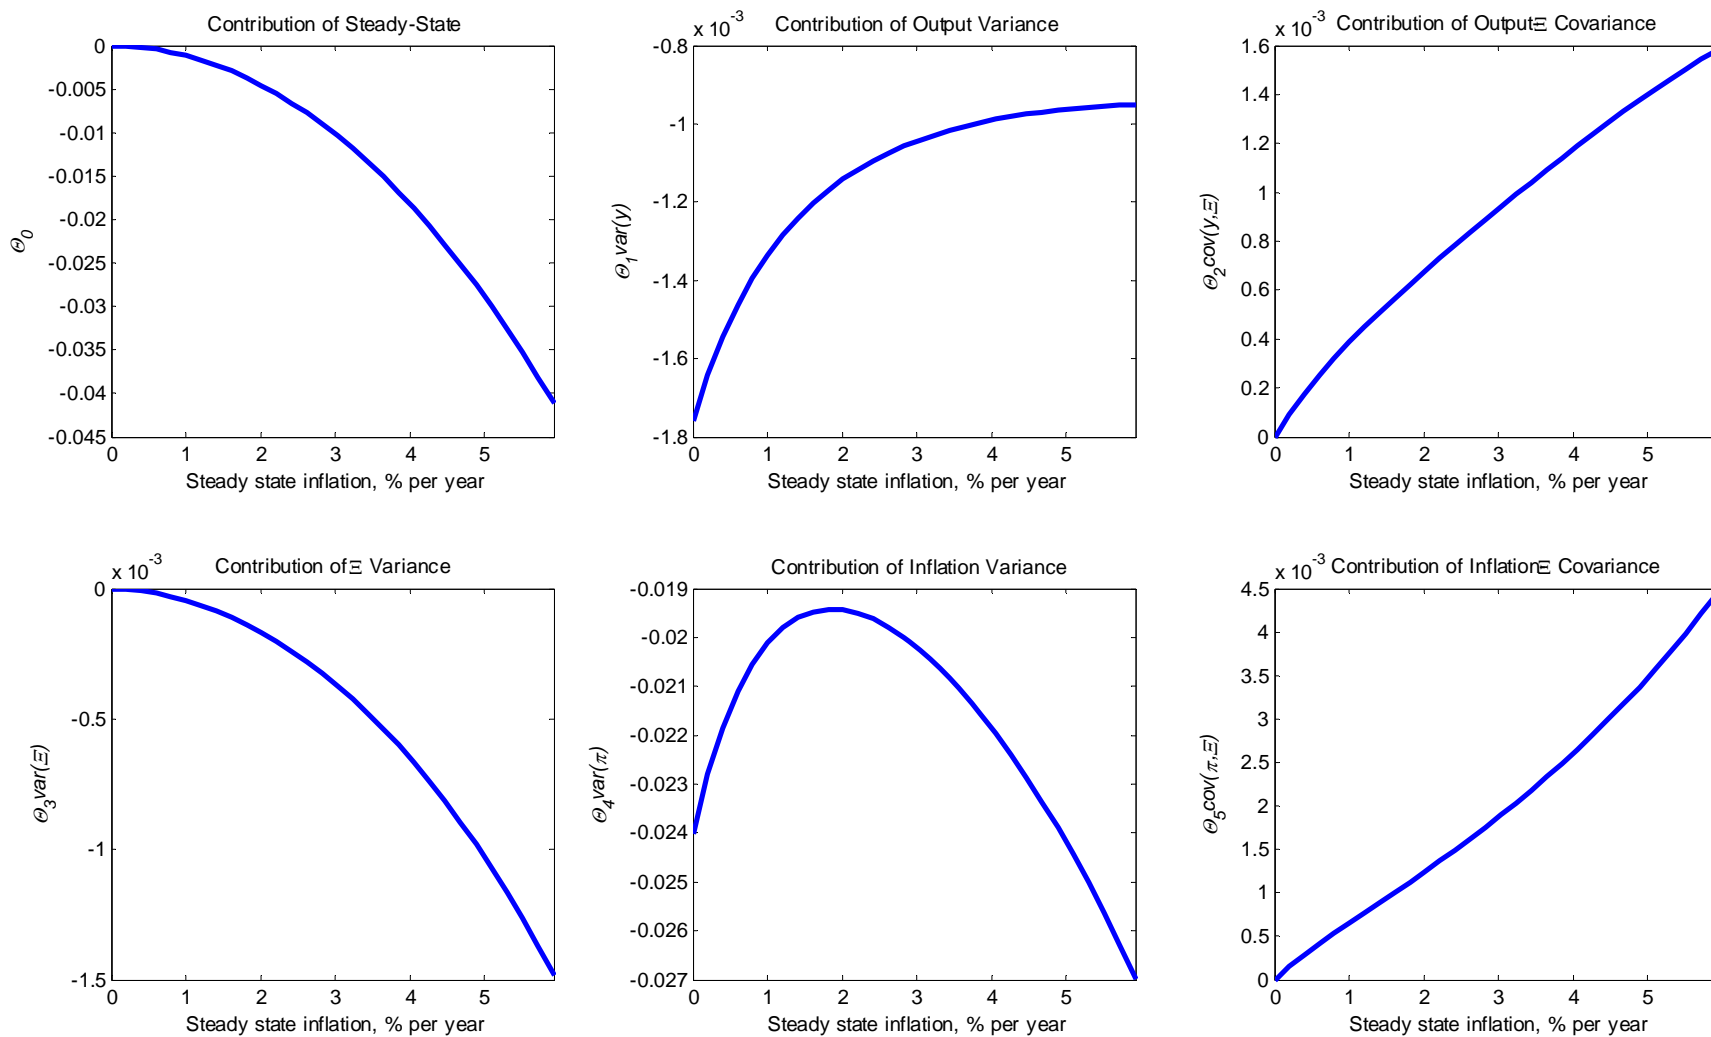 Contribution of Steady-State
0
-0.005
-0.01
-0.015
-0.02
-0.025
-0.03
-0.035
-0.04
-0.045
Θ0
0 1 2 3 4 5
Steady state inflation, % per year
x 10-3
Contribution of Output Variance
-0.8
-1
-1.2
-1.4
-1.6
-1.8
Θ1var(y)
0 1 2 3 4 5
Steady state inflation, % per year
x 10-3
Contribution of OutputΞ Covariance
1.6
1.4
1.2
1
0.8
0.6
0.4
0.2
0
Θ2cov(y,Ξ)
0 1 2 3 4 5
Steady state inflation, % per year
x 10-3
Contribution of Ξ Variance
0
-0.5
-1
-1.5
Θ3var(Ξ)
0 1 2 3 4 5
Steady state inflation, % per year
Contribution of Inflation Variance
-0.019
-0.02
-0.021
-0.022
-0.023
-0.024
-0.025
-0.026
-0.027
Θ4var(π)
0 1 2 3 4 5
Steady state inflation, % per year
x 10-3
Contribution of InflationΞ Covariance
4.5
4
3.5
3
2.5
2
1.5
1
0.5
0
Θ5cov(π,Ξ)
0 1 2 3 4 5
Steady state inflation, % per year